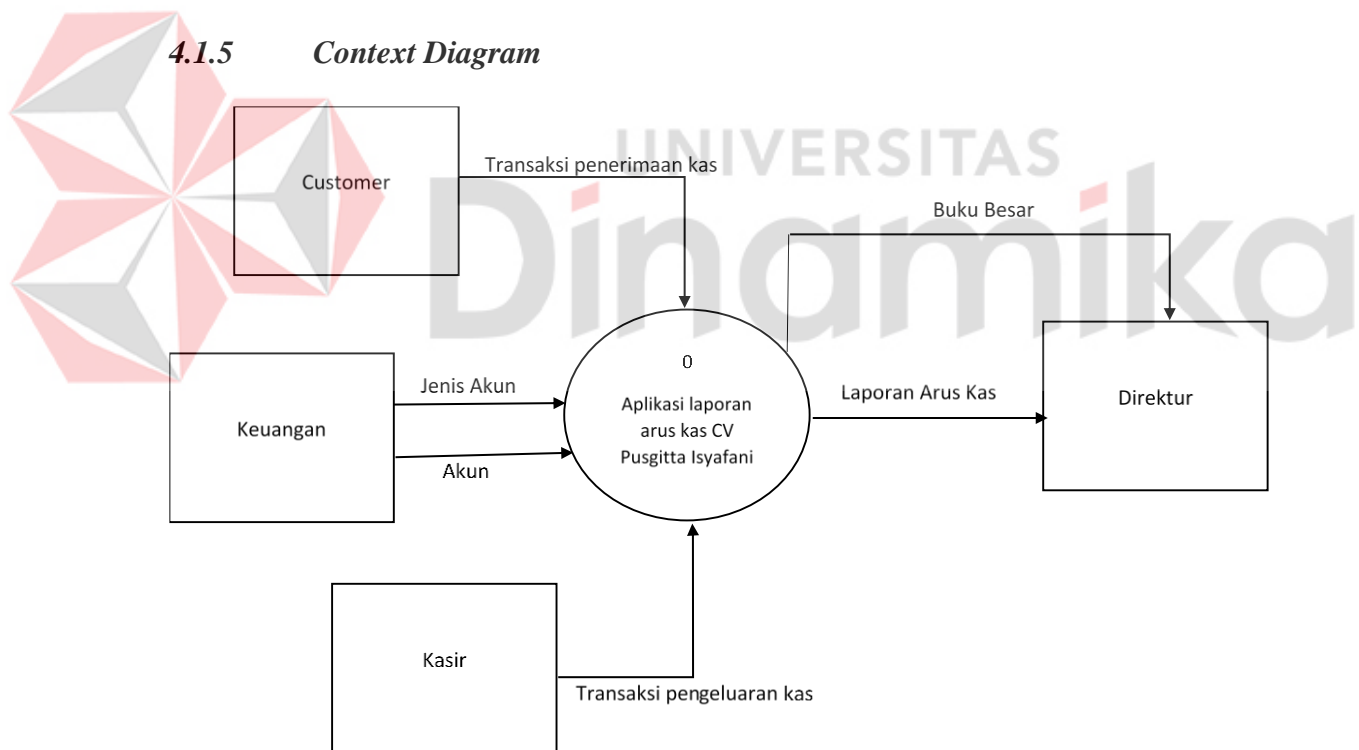 4.1.5 Context Diagram
UNIVERSITAS
Dinamika
Customer
Transaksi penerimaan kas
Buku Besar
Keuangan
Jenis Akun
Akun
0
Aplikasi laporan
arus kas CV
Pusgitta Isyafani
Laporan Arus Kas
Direktur
Kasir
Transaksi pengeluaran kas